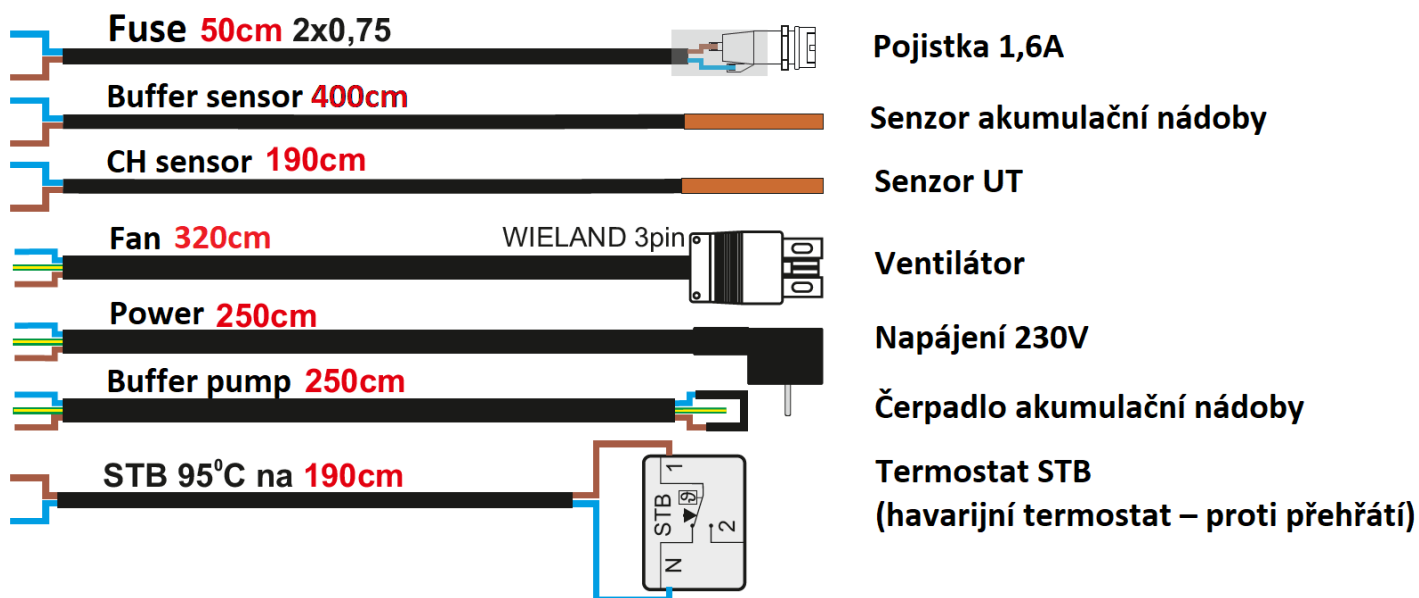 Fuse 50cm 2x0,75
Pojistka 1,6A
Buffer sensor 400cm
Senzor akumulační nádoby
CH sensor 190cm
Senzor UT
Fan 320cm
WIELAND 3pin
Ventilátor
Power 250cm
Napájení 230V
Buffer pump 250cm
Čerpadlo akumulační nádoby
STB 95⁰C na 190cm
1
STB
ϑ
2
N
Termostat STB
(havarijní termostat – proti přehřátí)